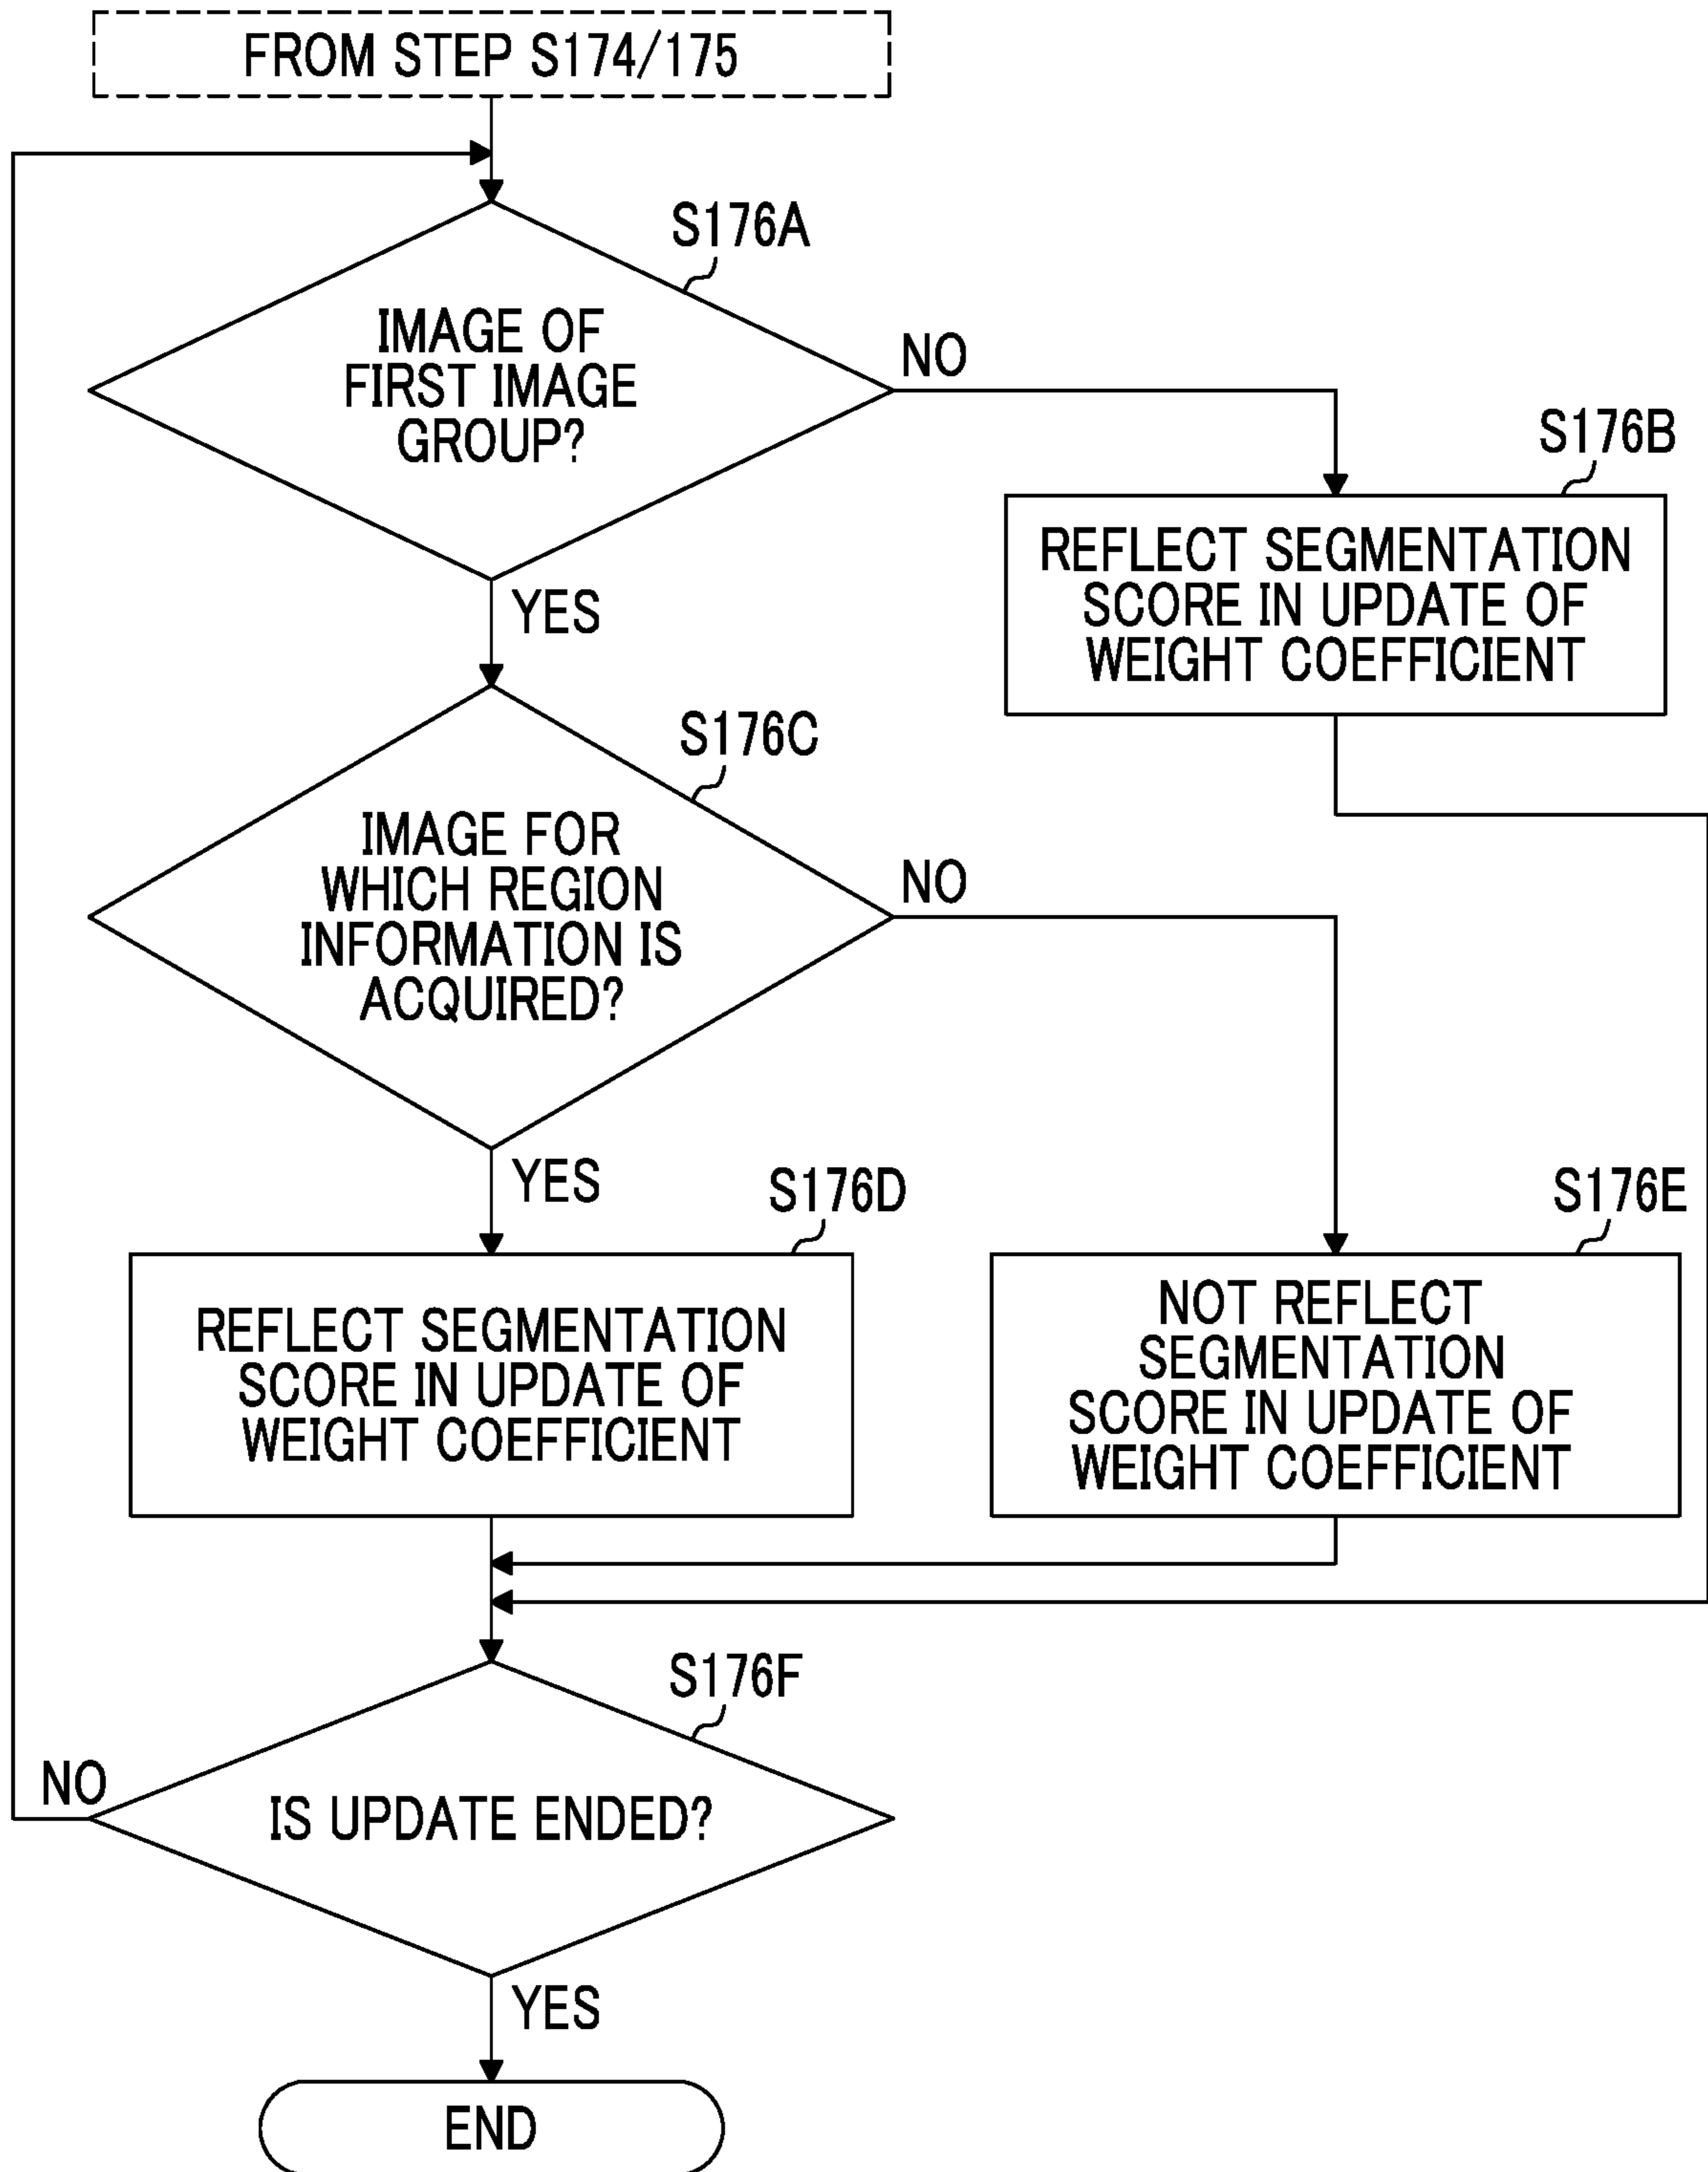 FROM STEP S174/175
S176A
IMAGE OF
FIRST IMAGE
GROUP?
NO
YES
S176B
REFLECT SEGMENTATION
SCORE IN UPDATE OF
WEIGHT COEFFICIENT
S176C
IMAGE FOR
WHICH REGION
INFORMATION IS
ACQUIRED?
NO
YES
S176D
REFLECT SEGMENTATION
SCORE IN UPDATE OF
WEIGHT COEFFICIENT
S176E
NOT REFLECT
SEGMENTATION
SCORE IN UPDATE OF
WEIGHT COEFFICIENT
S176F
NO
IS UPDATE ENDED?
YES
END